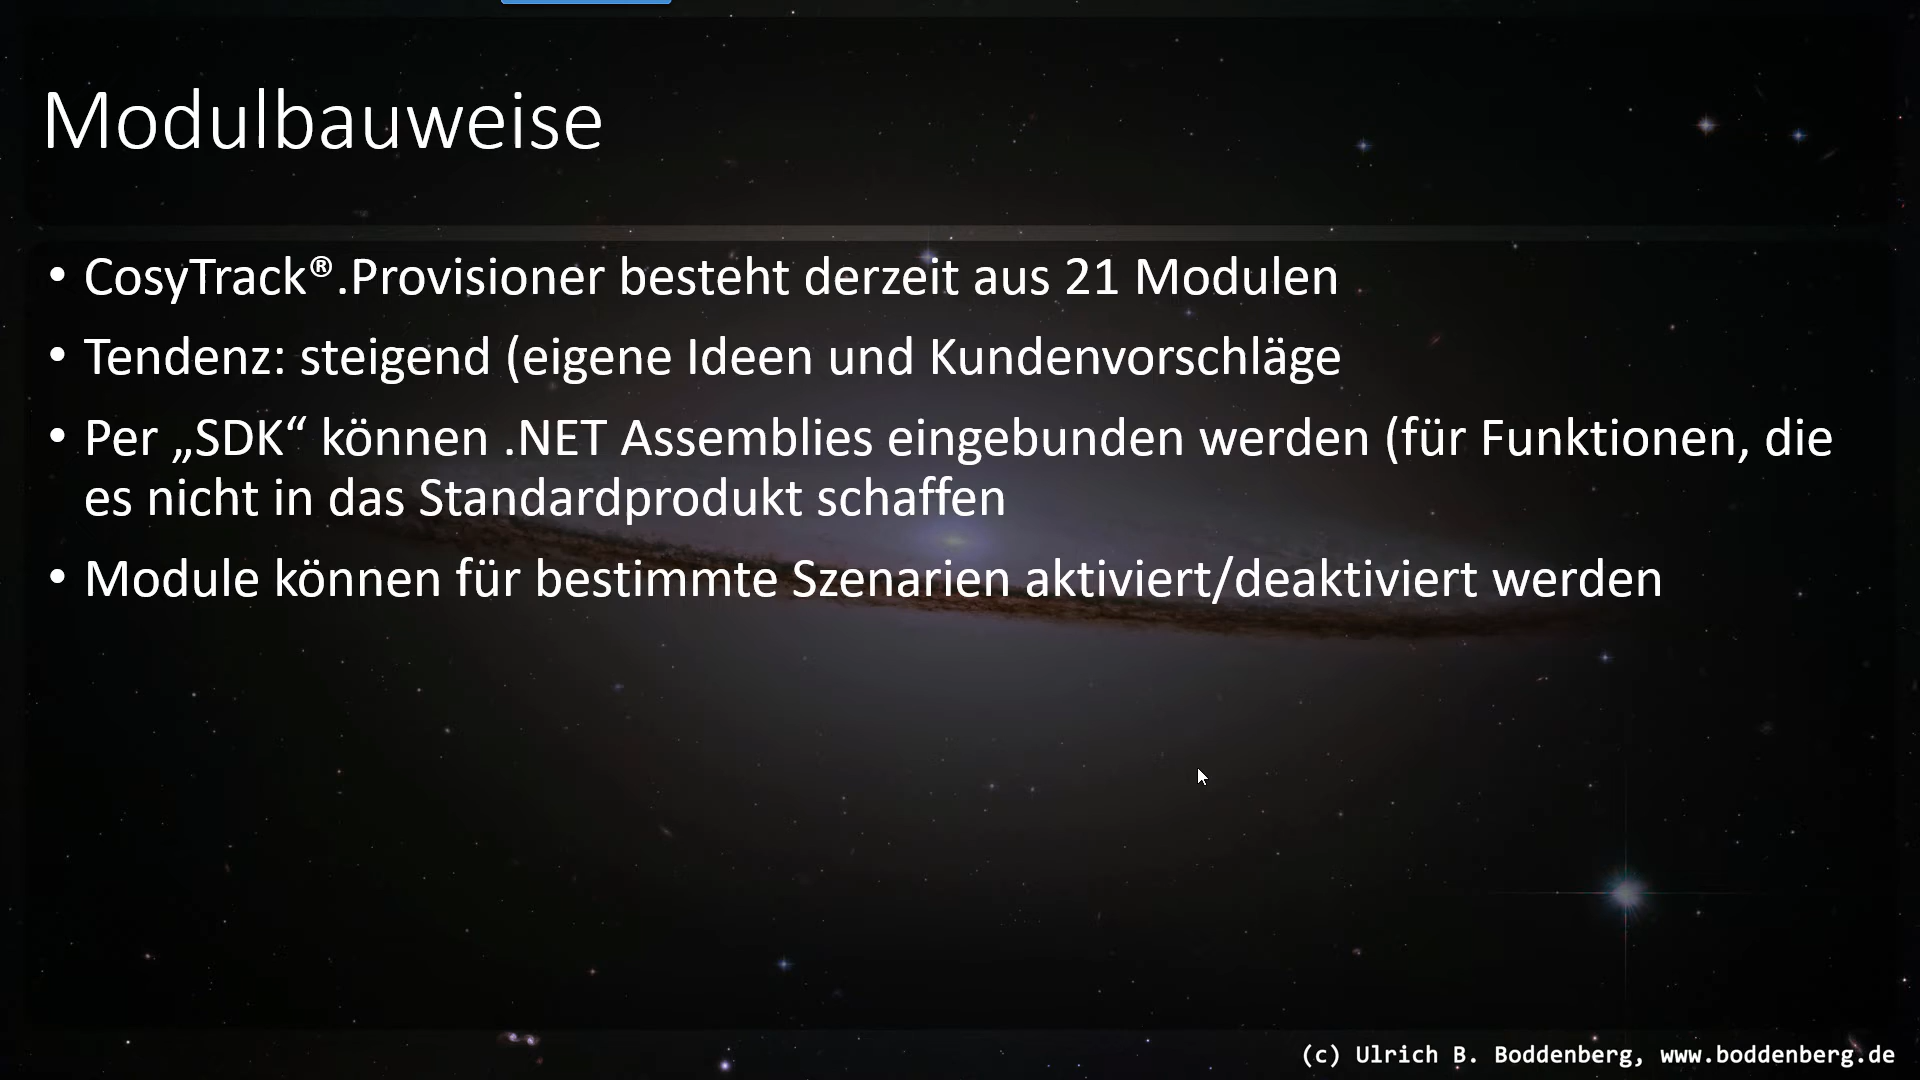 Modulbauweise
• CosyTrack®.Provisioner besteht derzeit aus 21 Modulen
• Tendenz: steigend (eigene Ideen und Kundenvorschläge
• Per „SDK“ können .NET Assemblies eingebunden werden (für Funktionen, die
es nicht in das Standardprodukt schaffen
• Module können für bestimmte Szenarien aktiviert/deaktiviert werden
(c) Ulrich B. Boddenberg, www.boddenberg.de